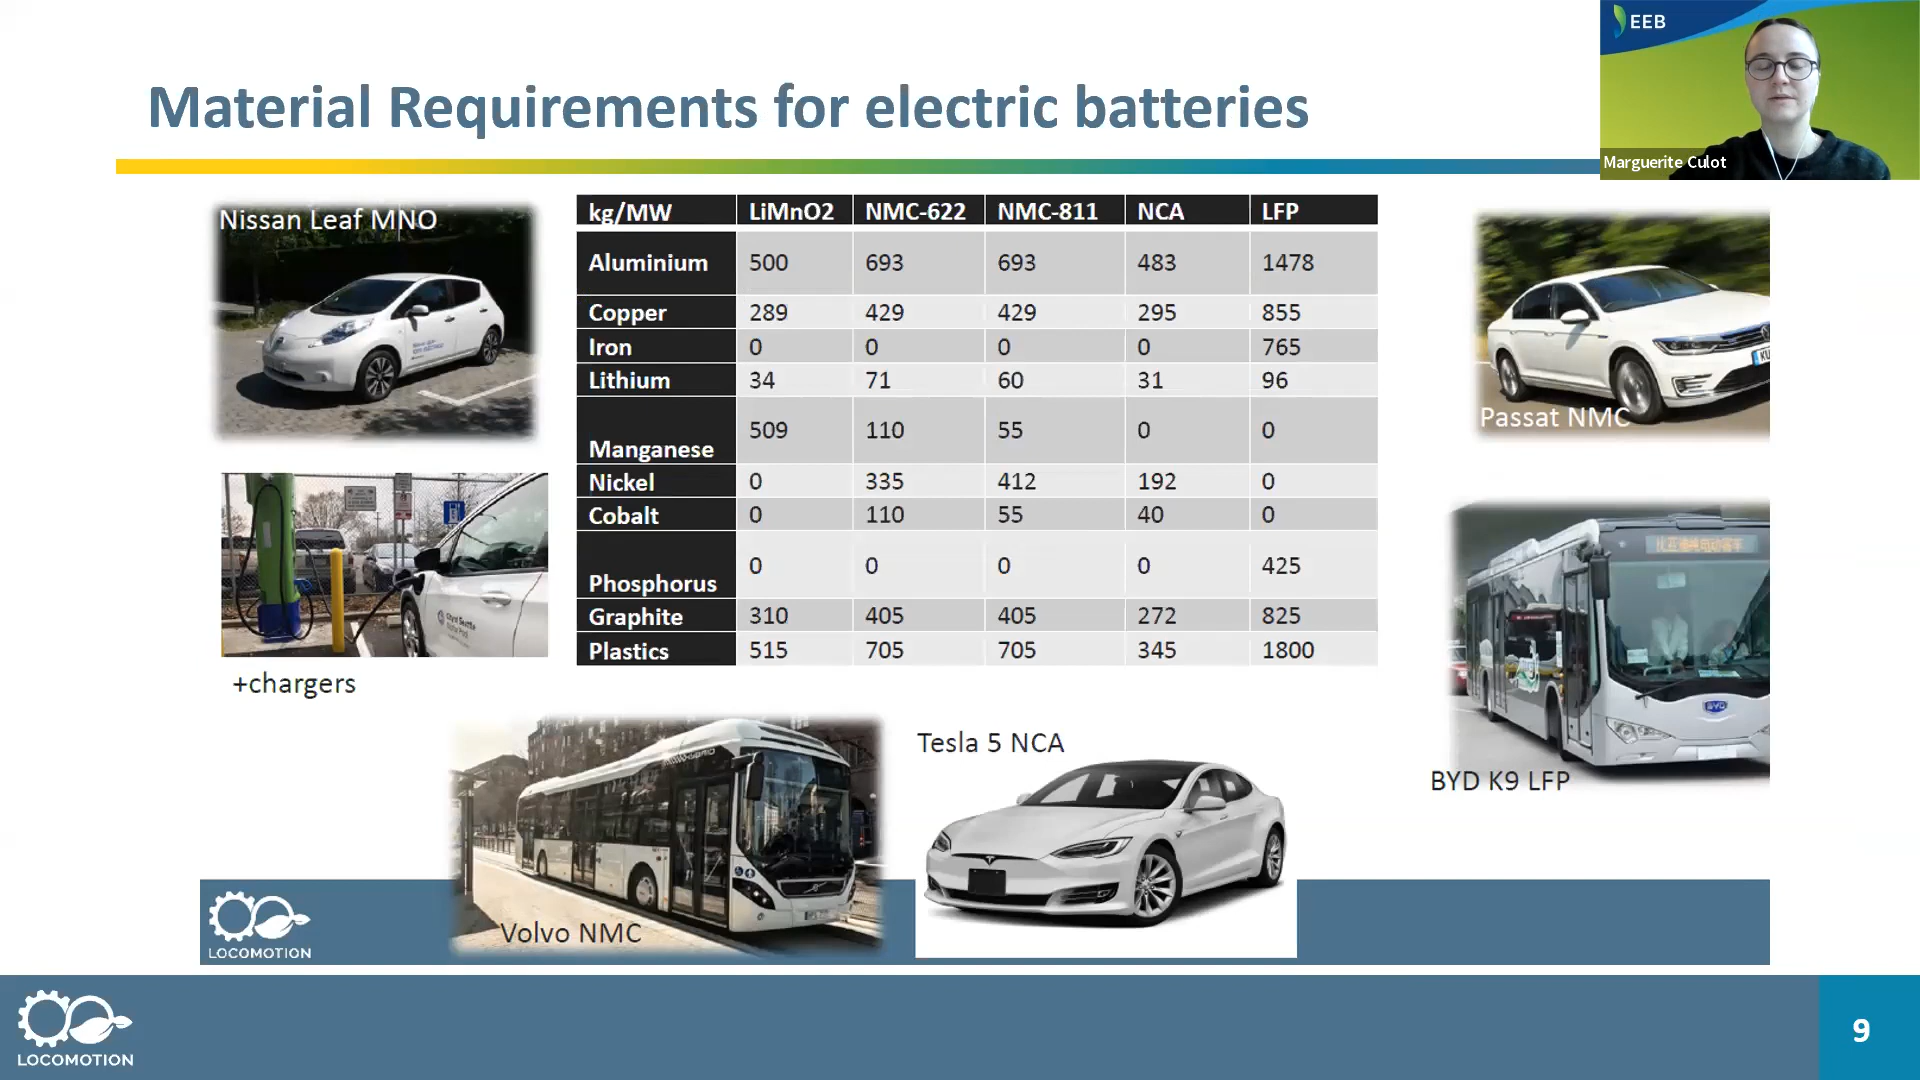 EEB
Marguerite Culot
Material Requirements for electric batteries
Nissan Leaf MNO
kg/MW LiMnO2 NMC-622 NMC-811 NCA LFP
Aluminium 500 693 693 483 1478
Copper 289 429 429 295 855
Iron 0 0 0 0 765
Lithium 34 71 60 31 96
Manganese 509 110 55 0 0
Nickel 0 335 412 192 0
Cobalt 0 110 55 40 0
Phosphorus 0 0 0 0 425
Graphite 310 405 405 272 825
Plastics 515 705 705 345 1800
Passat NMC
+chargers
BYD
BYD K9 LFP
Tesla 5 NCA
Volvo NMC
LOCOMOTION
LOCOMOTION
9